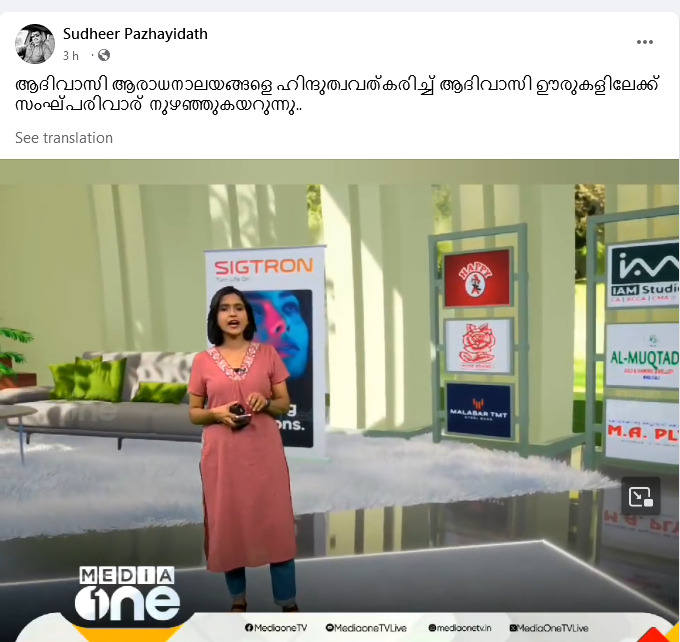 Sudheer Pazhayidath
3 h
ആദിവാസി ആരാധനാലയങ്ങളെ ഹിന്ദുത്വവത്കരിച്ച് ആദിവാസി ഊരുകളിലേക്ക്
സംഘ്പരിവാര്‍ നുഴഞ്ഞുകയറുന്നു..
See translation
SIGTRON
HAPPY
MALABAR TMT
IAM Studie
AL-MUQTAD
M.A. PL
MEDIA
one
MediaoneTV
MediaoneTVLive
mediaonetv.in
MediaOneTVLive